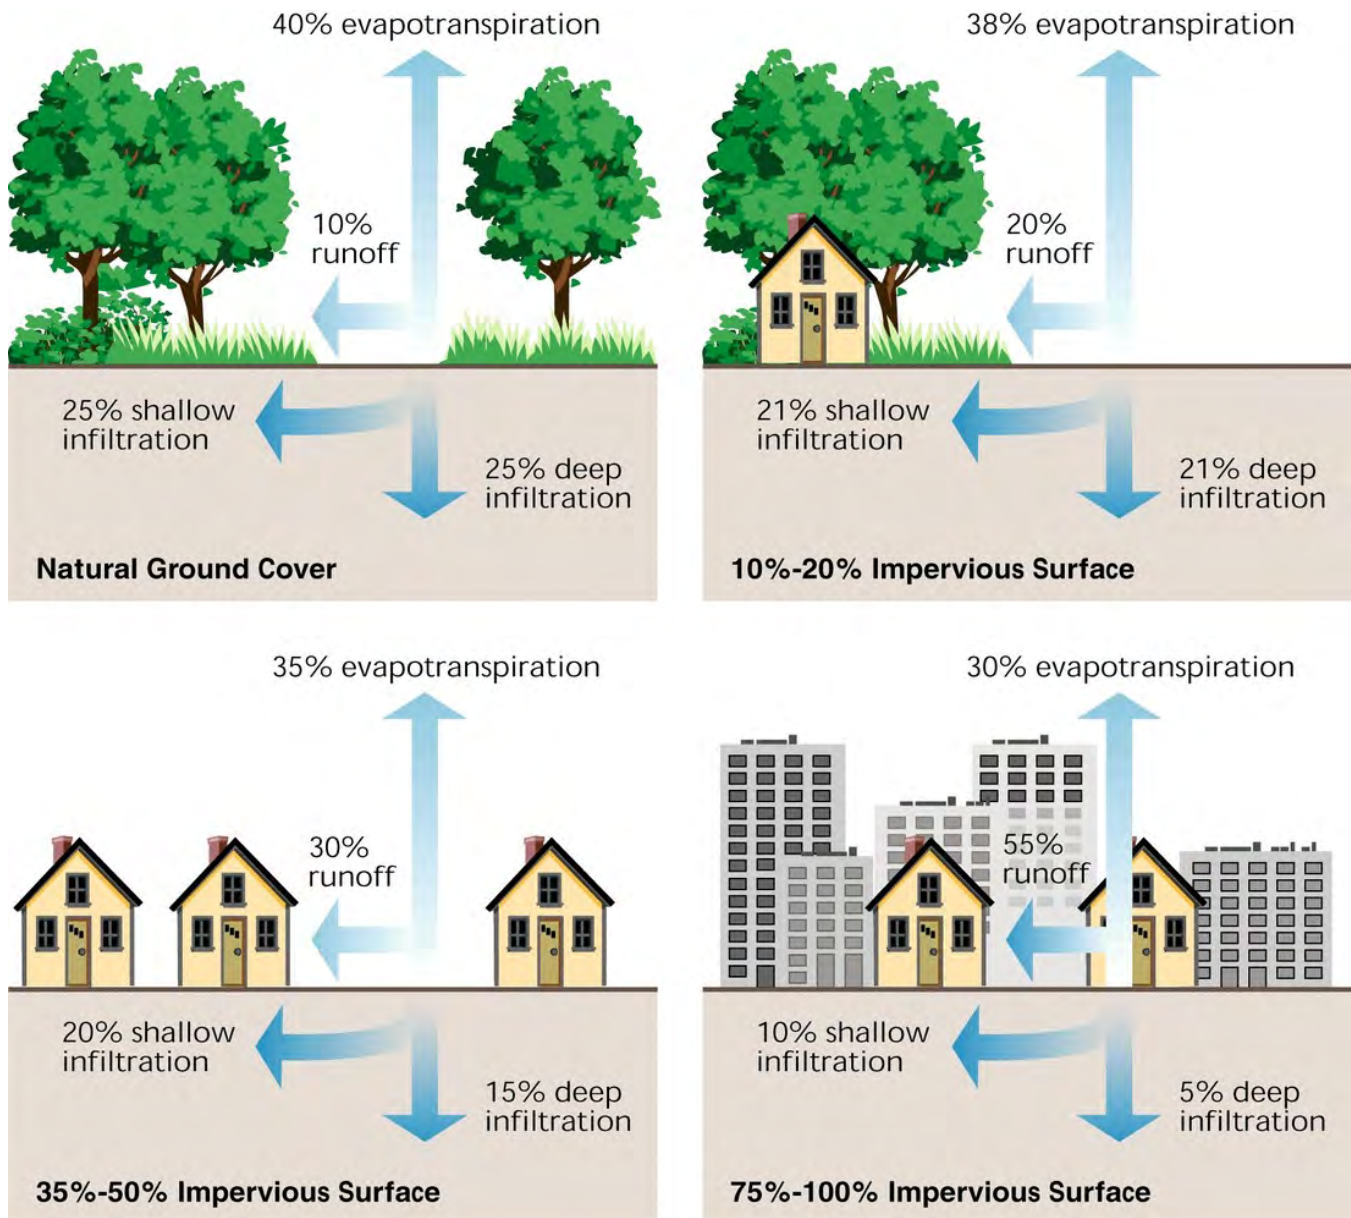 40% evapotranspiration
10%
runoff
25% shallow
infiltration
25% deep
infiltration
Natural Ground Cover
38% evapotranspiration
20%
runoff
21% shallow
infiltration
21% deep
infiltration
10%-20% Impervious Surface
35% evapotranspiration
30%
runoff
20% shallow
infiltration
15% deep
infiltration
35%-50% Impervious Surface
30% evapotranspiration
55%
runoff
10% shallow
infiltration
5% deep
infiltration
75%-100% Impervious Surface